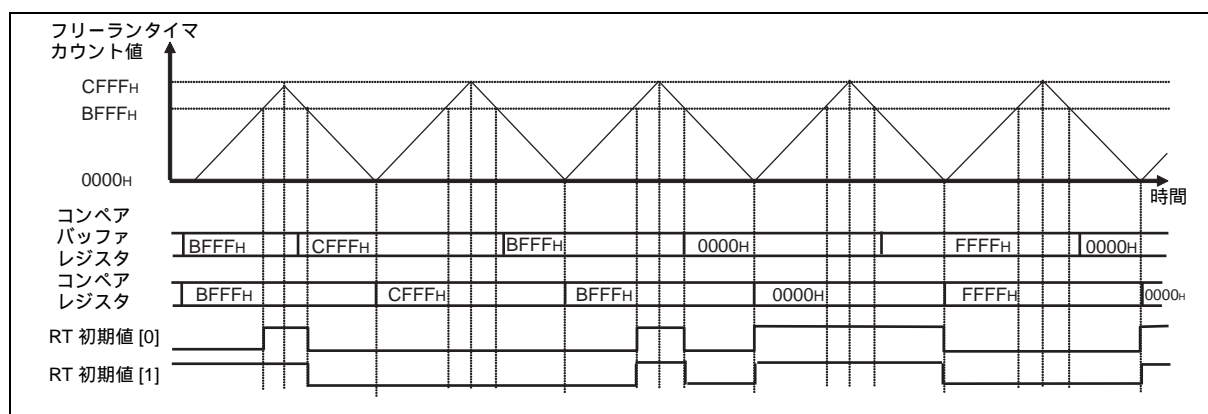 フリーランタイマ
カウント値
CFFFH
BFFFH
0000H
時間
コンペア
バッファ
レジスタ
BFFFH
CFFFH
BFFFH
0000H
FFFFH
0000H
コンペア
レジスタ
BFFFH
CFFFH
BFFFH
0000H
FFFFH
0000H
RT 初期値 [0]
RT 初期値 [1]